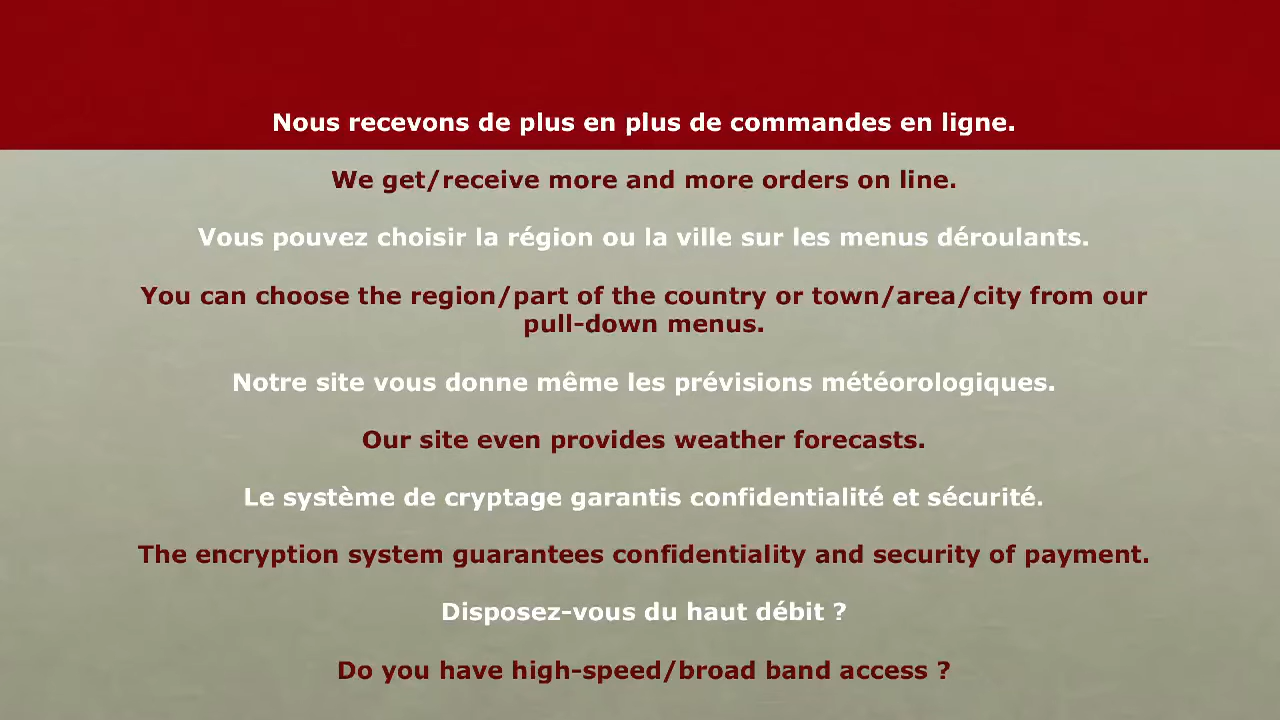 Nous recevons de plus en plus de commandes en ligne.
We get/receive more and more orders on line.
Vous pouvez choisir la région ou la ville sur les menus déroulants.
You can choose the region/part of the country or town/area/city from our
pull-down menus.
Notre site vous donne même les prévisions météorologiques.
Our site even provides weather forecasts.
Le système de cryptage garantis confidentialité et sécurité.
The encryption system guarantees confidentiality and security of payment.
Disposez-vous du haut débit ?
Do you have high-speed/broad band access ?